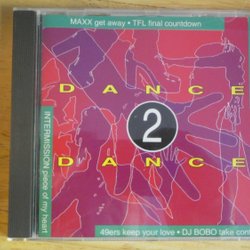 MAXX get away • TFL final countdown
DANCE
2
DANCE
INTERMISSION piece of my heart
49ers keep your love • DJ BOBO take con